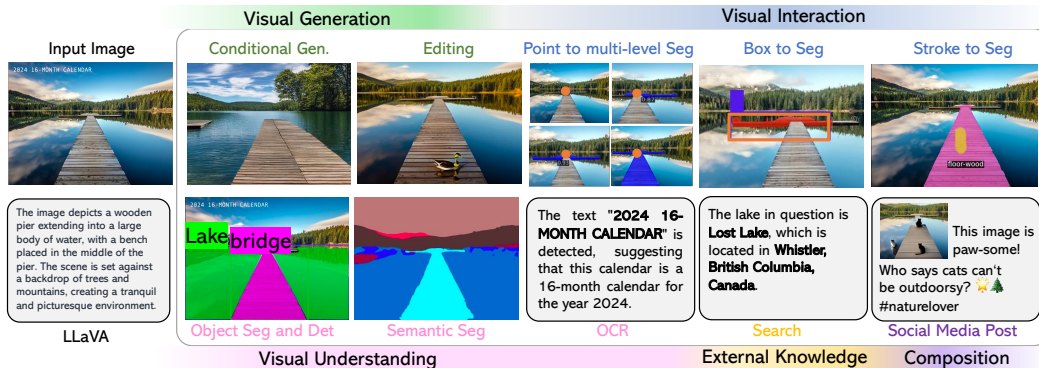 Visual Generation
Visual Interaction
Input Image
Conditional Gen.
Editing
Point to multi-level Seg
Box to Seg
Stroke to Seg
2024 16-MONTH CALENDAR
floor-wood
The image depicts a wooden
pier extending into a large
body of water, with a bench
placed in the middle of the
pier. The scene is set against
a backdrop of trees and
mountains, creating a tranquil
and picturesque environment.
LLaVA
2024 16-MONTH CALENDAR
Lake
bridge
Object Seg and Det
Semantic Seg
The text "2024 16-
MONTH CALENDAR" is
detected, suggesting
that this calendar is a
16-month calendar for
the year 2024.
OCR
The lake in question is
Lost Lake, which is
located in Whistler,
British Columbia,
Canada.
Search
This image is
paw-some!
Who says cats can't
be outdoorsy? 🌟🌲
#naturelover
Social Media Post
Visual Understanding
External Knowledge
Composition